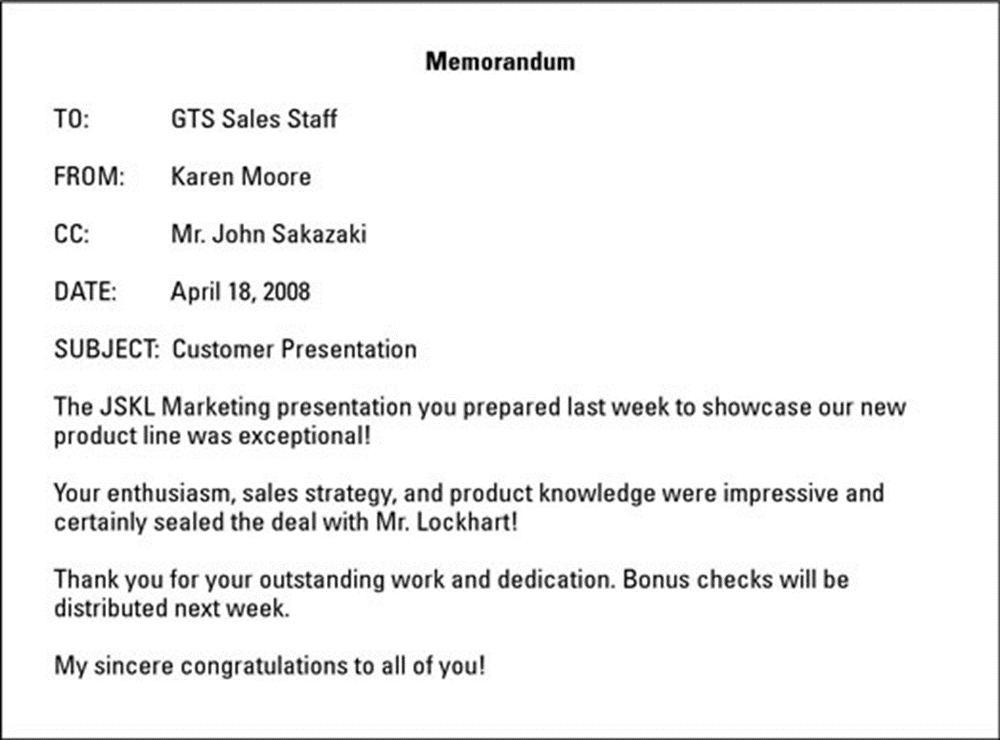 Memorandum
TO: GTS Sales Staff
FROM: Karen Moore
CC: Mr. John Sakazaki
DATE: April 18, 2008
SUBJECT: Customer Presentation
The JSKL Marketing presentation you prepared last week to showcase our new
product line was exceptional!
Your enthusiasm, sales strategy, and product knowledge were impressive and
certainly sealed the deal with Mr. Lockhart!
Thank you for your outstanding work and dedication. Bonus checks will be
distributed next week.
My sincere congratulations to all of you!